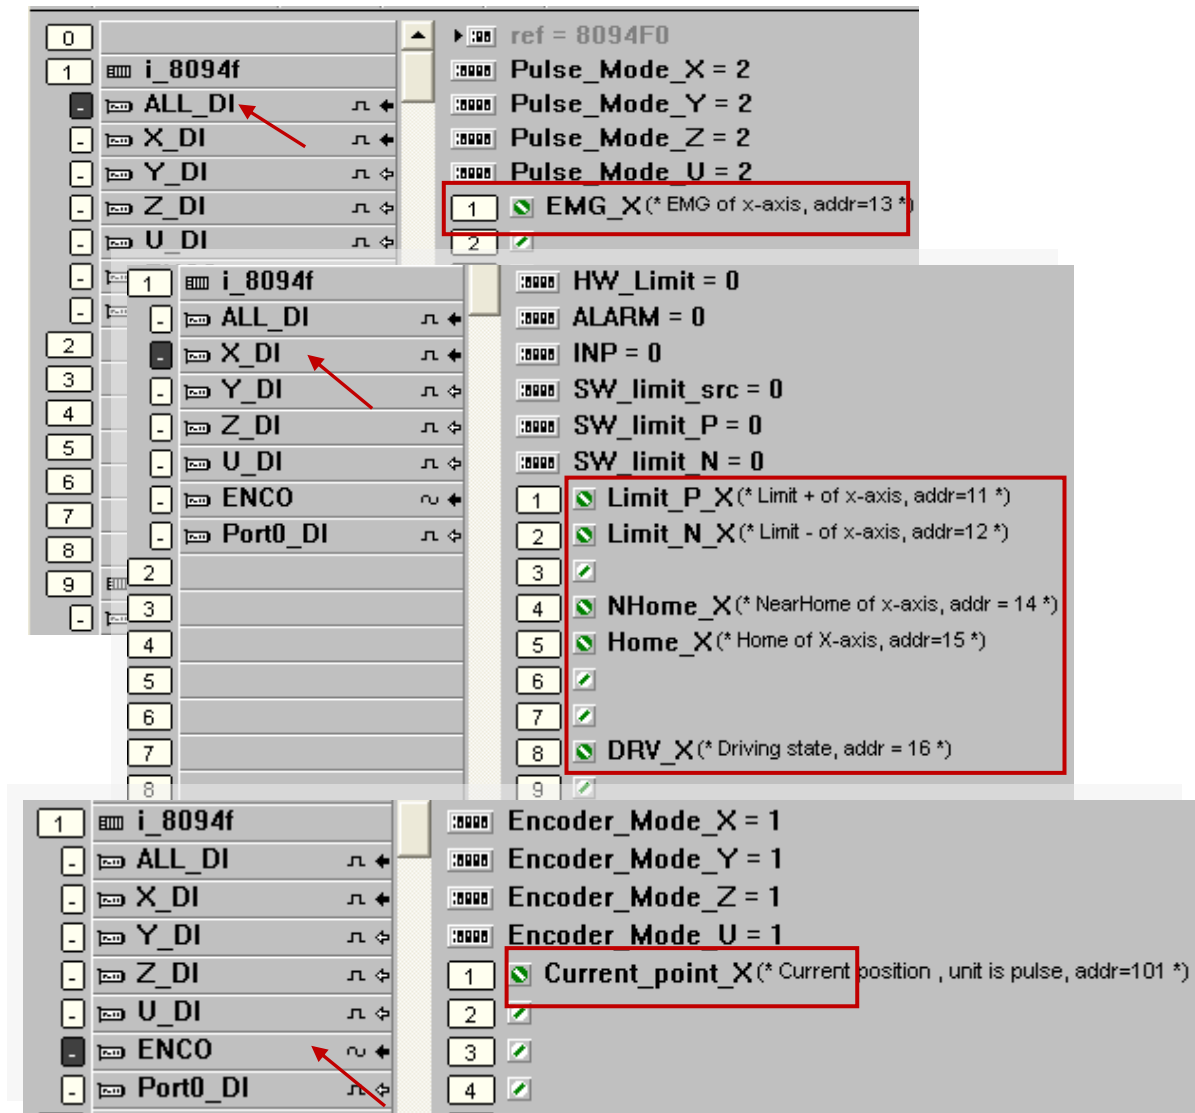 0 ref = 8094F0
1 i_8094f Pulse_Mode_X = 2
- ALL_DI Pulse_Mode_Y = 2
- X_DI Pulse_Mode_Z = 2
- Y_DI Pulse_Mode_U = 2
- Z_DI 1 EMG_X (* EMG of x-axis, addr=13 *)
- U_DI 2
-
-
2
3
4
5
6
7
8
9
-
1 i_8094f HW_Limit = 0
- ALL_DI ALARM = 0
- X_DI INP = 0
- Y_DI SW_limit_src = 0
- Z_DI SW_limit_P = 0
- U_DI SW_limit_N = 0
- ENCO 1 Limit_P_X (* Limit + of x-axis, addr=11 *)
- Port0_DI 2 Limit_N_X (* Limit - of x-axis, addr=12 *)
2 3
3 4 NHome_X (* NearHome of x-axis, addr = 14 *)
4 5 Home_X (* Home of X-axis, addr=15 *)
5 6
6 7
7 8 DRV_X (* Driving state, addr = 16 *)
8 9
1 i_8094f Encoder_Mode_X = 1
- ALL_DI Encoder_Mode_Y = 1
- X_DI Encoder_Mode_Z = 1
- Y_DI Encoder_Mode_U = 1
- Z_DI 1 Current_point_X (* Current position , unit is pulse, addr=101 *)
- U_DI 2
- ENCO 3
- Port0_DI 4